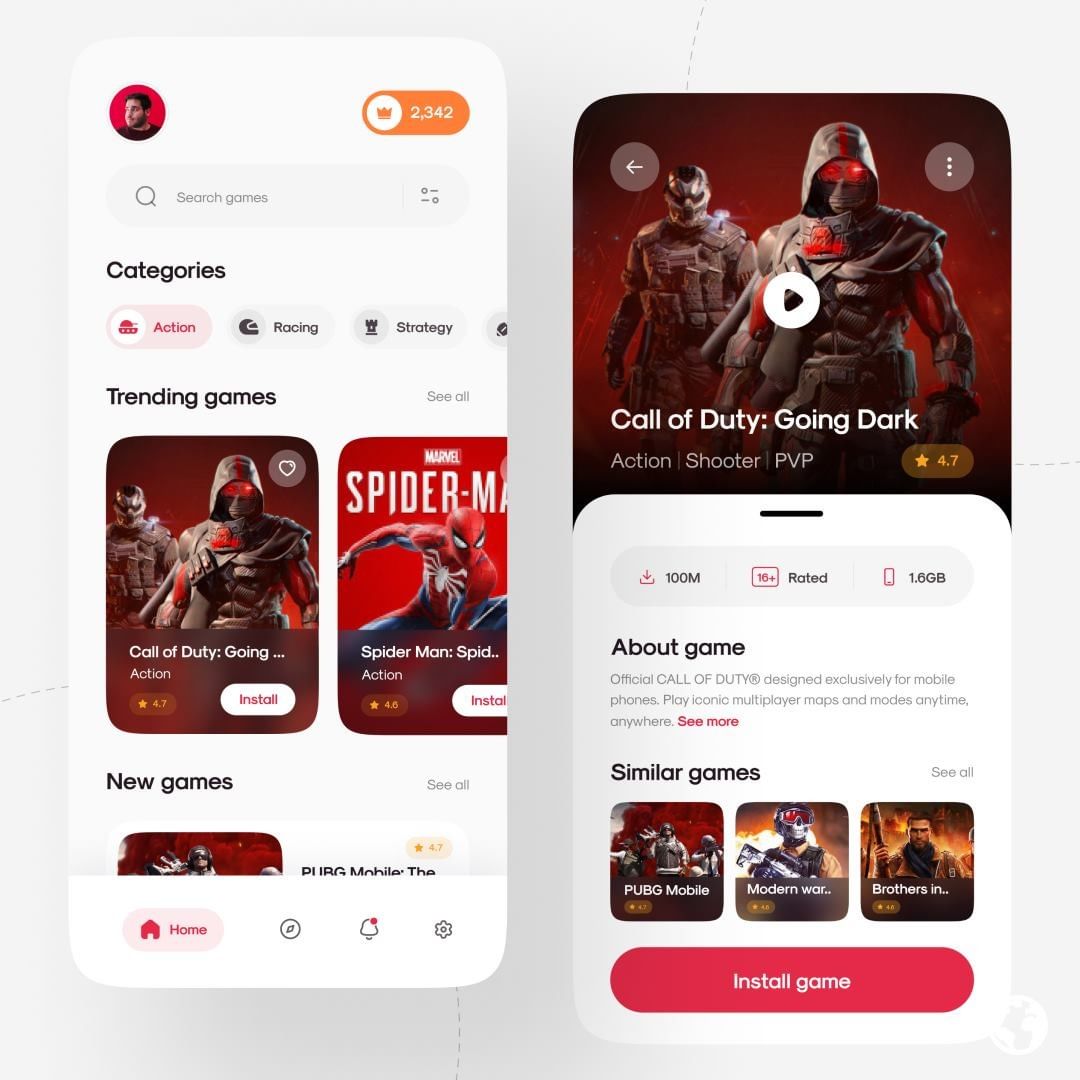 2,342
Search games
Categories
Action
Racing
Strategy
Trending games
See all
MARVEL
SPIDER-MA
Call of Duty: Going ...
Action
4.7
Install
Spider Man: Spid..
Action
4.6
Instal
New games
See all
4.7
PUBG Mobile: The
Home
Call of Duty: Going Dark
Action | Shooter | PVP
4.7
100M
16+ Rated
1.6GB
About game
Official CALL OF DUTY® designed exclusively for mobile
phones. Play iconic multiplayer maps and modes anytime,
anywhere. See more
Similar games
See all
PUBG Mobile
4.7
Modern war..
4.6
Brothers in..
4.6
Install game